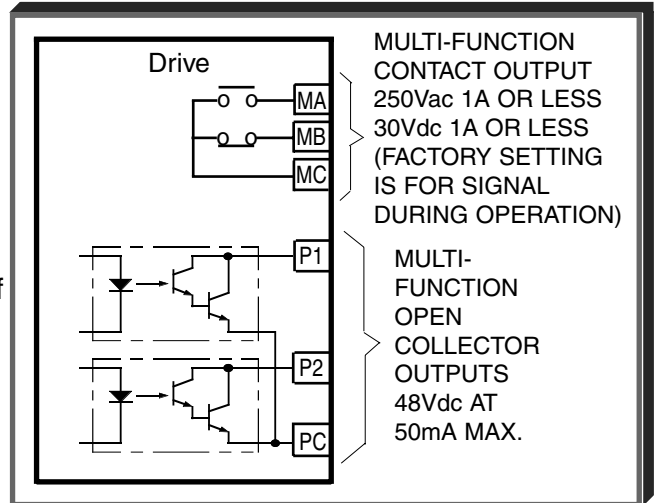 Drive
MA
MB
MC
MULTI-FUNCTION
CONTACT OUTPUT
250Vac 1A OR LESS
30Vdc 1A OR LESS
(FACTORY SETTING
IS FOR SIGNAL
DURING OPERATION)
f
P1
P2
PC
MULTI-
FUNCTION
OPEN
COLLECTOR
OUTPUTS
48Vdc AT
50mA MAX.